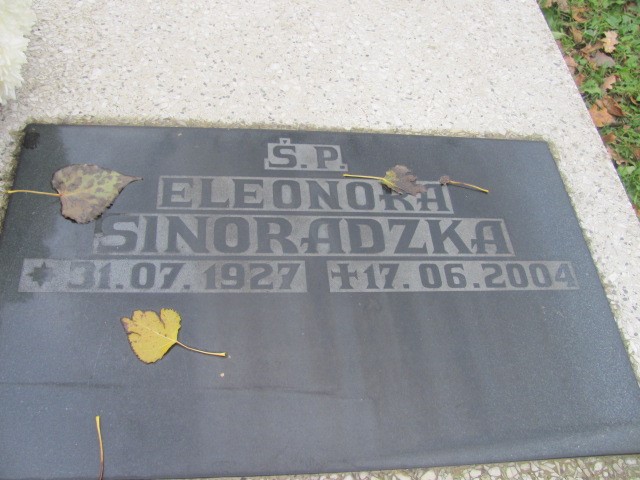 Ś.P.
ELEONORA
SINORADZKA
* 31.07.1927 ✝17.06.2004